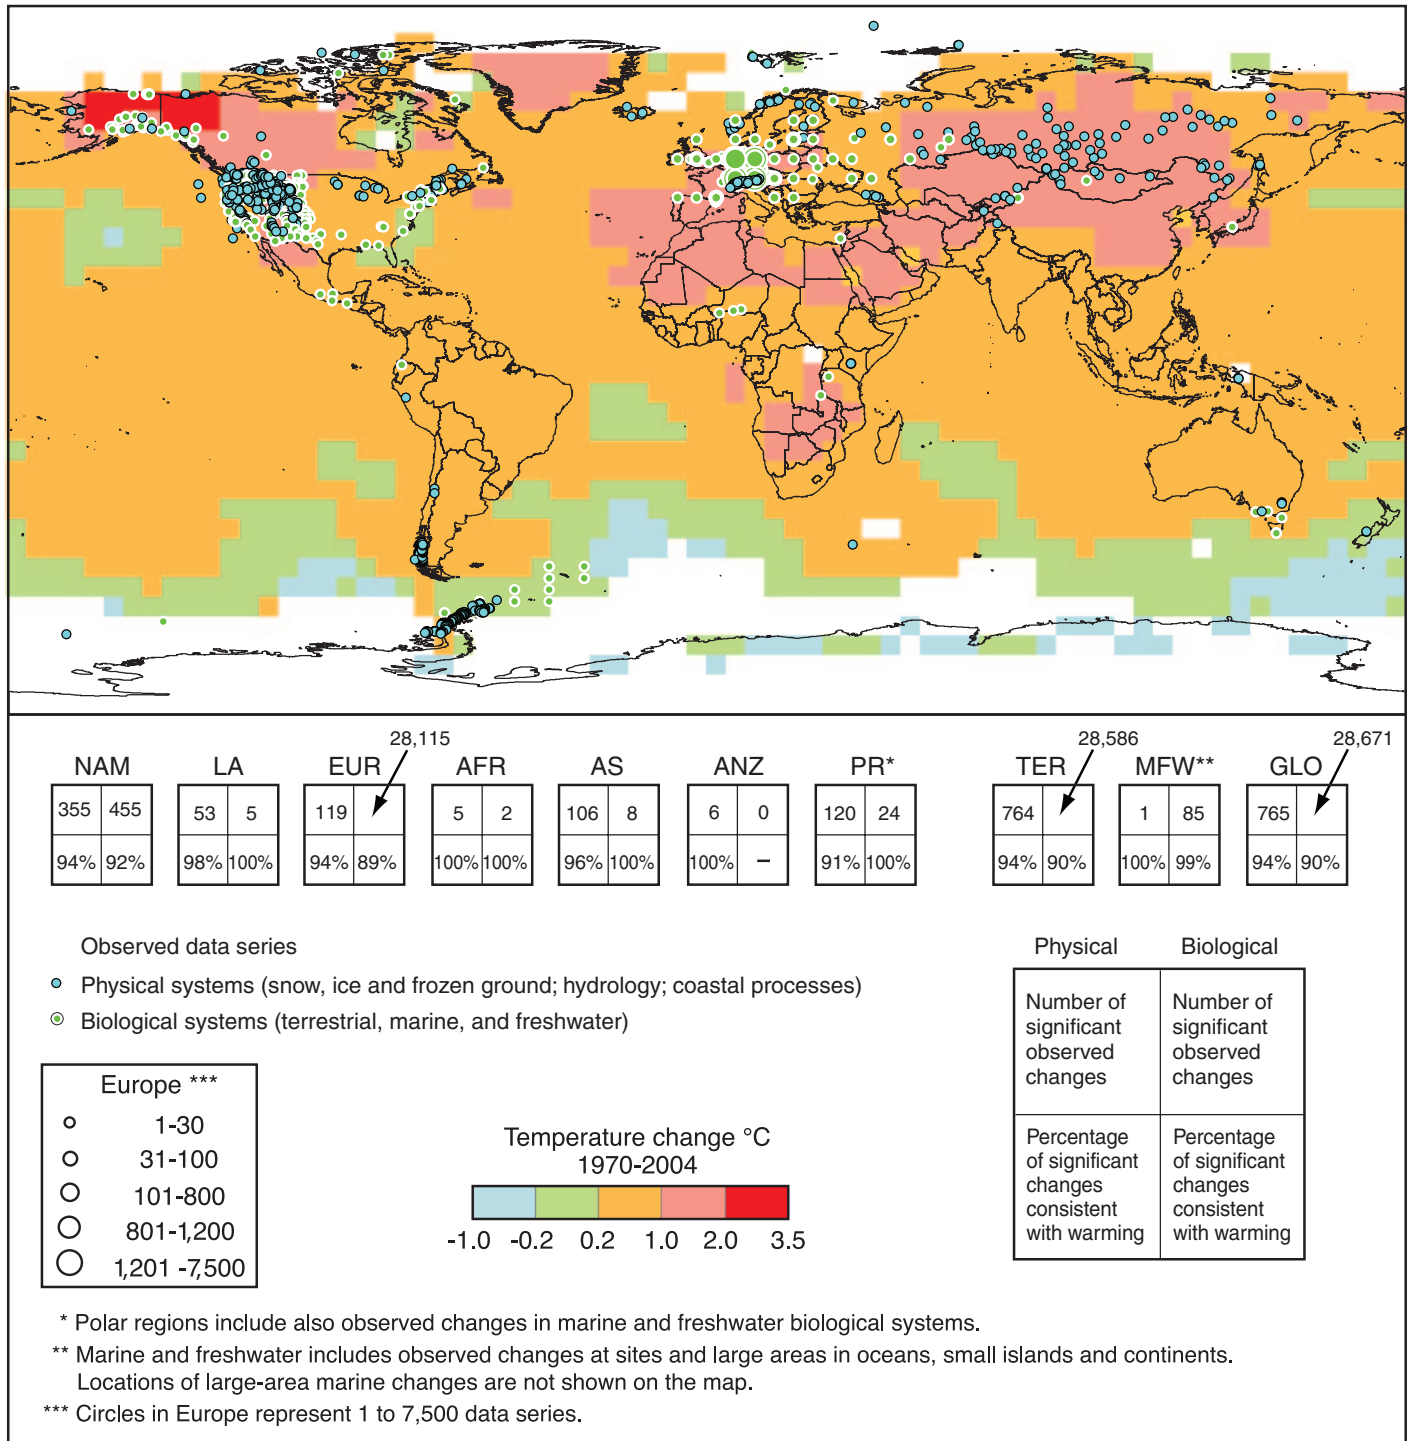 28,115 28,586 28,671
NAM LA EUR AFR AS ANZ PR* TER MFW** GLO
355 455 53 5 119 5 2 106 8 6 0 120 24 764 1 85 765
94% 92% 98% 100% 94% 89% 100% 100% 96% 100% 100% – 91% 100% 94% 90% 100% 99% 94% 90%
Observed data series
Physical systems (snow, ice and frozen ground; hydrology; coastal processes)
Biological systems (terrestrial, marine, and freshwater)
Physical Biological
Number of
significant
observed
changes
Number of
significant
observed
changes
Percentage
of significant
changes
consistent
with warming
Percentage
of significant
changes
consistent
with warming
Europe ***
1-30
31-100
101-800
801-1,200
1,201 -7,500
Temperature change °C
1970-2004
-1.0 -0.2 0.2 1.0 2.0 3.5
* Polar regions include also observed changes in marine and freshwater biological systems.
** Marine and freshwater includes observed changes at sites and large areas in oceans, small islands and continents.
Locations of large-area marine changes are not shown on the map.
*** Circles in Europe represent 1 to 7,500 data series.